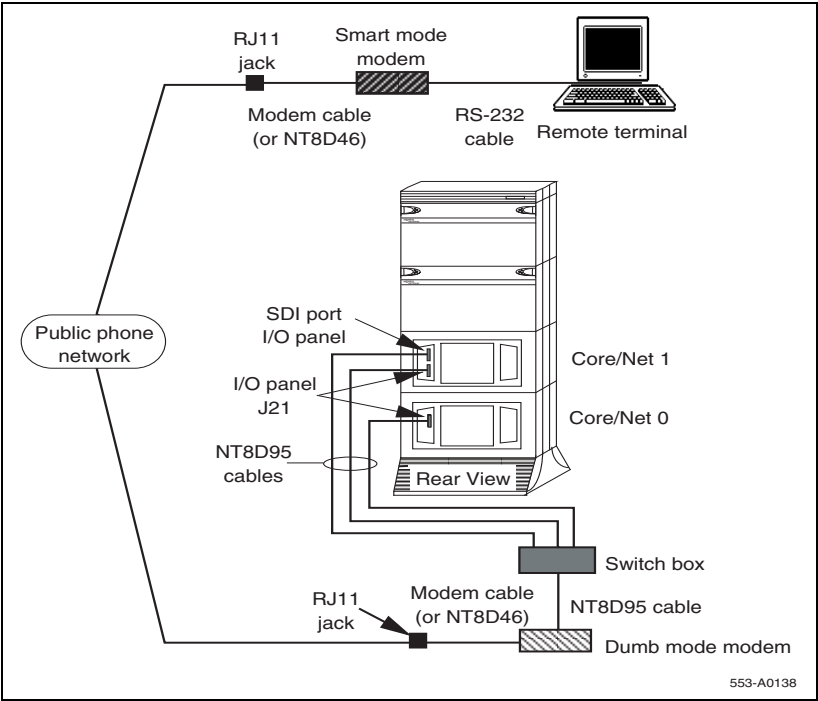 RJ11
jack
Smart mode
modem
Modem cable
(or NT8D46)
RS-232
cable
Remote terminal
SDI port
I/O panel
Public phone
network
Core/Net 1
I/O panel
J21
Core/Net 0
NT8D95
cables
Rear View
Switch box
RJ11
jack
Modem cable
(or NT8D46)
NT8D95 cable
Dumb mode modem
553-A0138